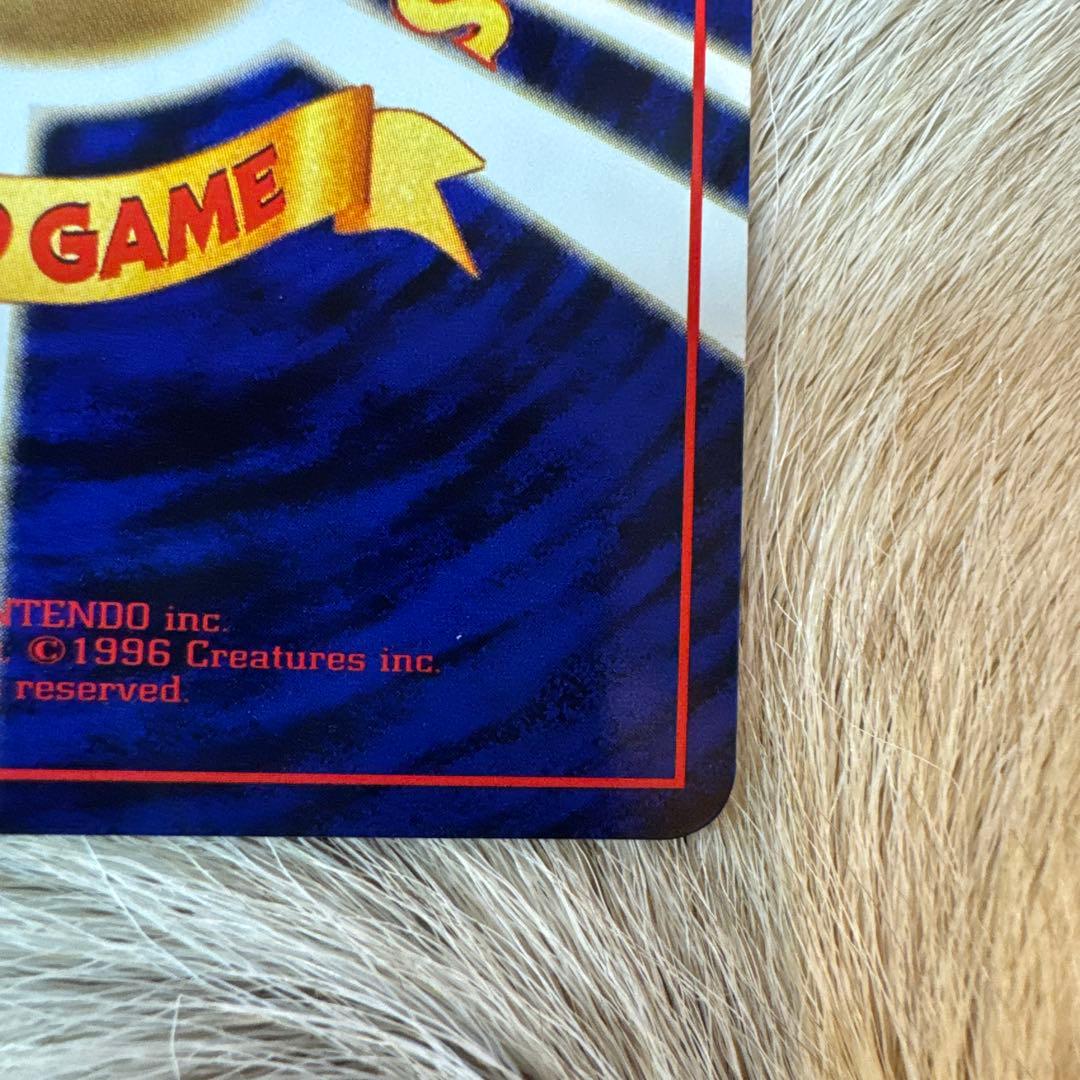 S
GAME
NTENDO inc.
©1996 Creatures inc.
reserved.